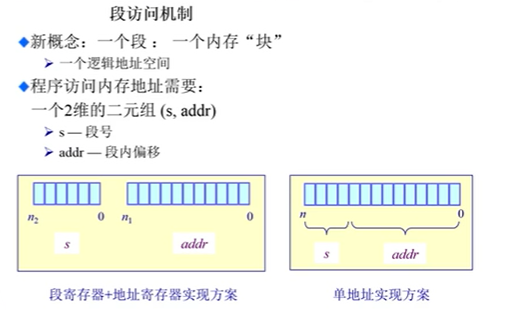 段访问机制
◆新概念：一个段： 一个内存“块”
➢ 一个逻辑地址空间
◆程序访问内存地址需要：
一个2维的二元组 (s, addr)
➢ s — 段号
➢ addr — 段内偏移
n₂ 0 n₁ 0
s addr
n 0
s addr
段寄存器+地址寄存器实现方案
单地址实现方案